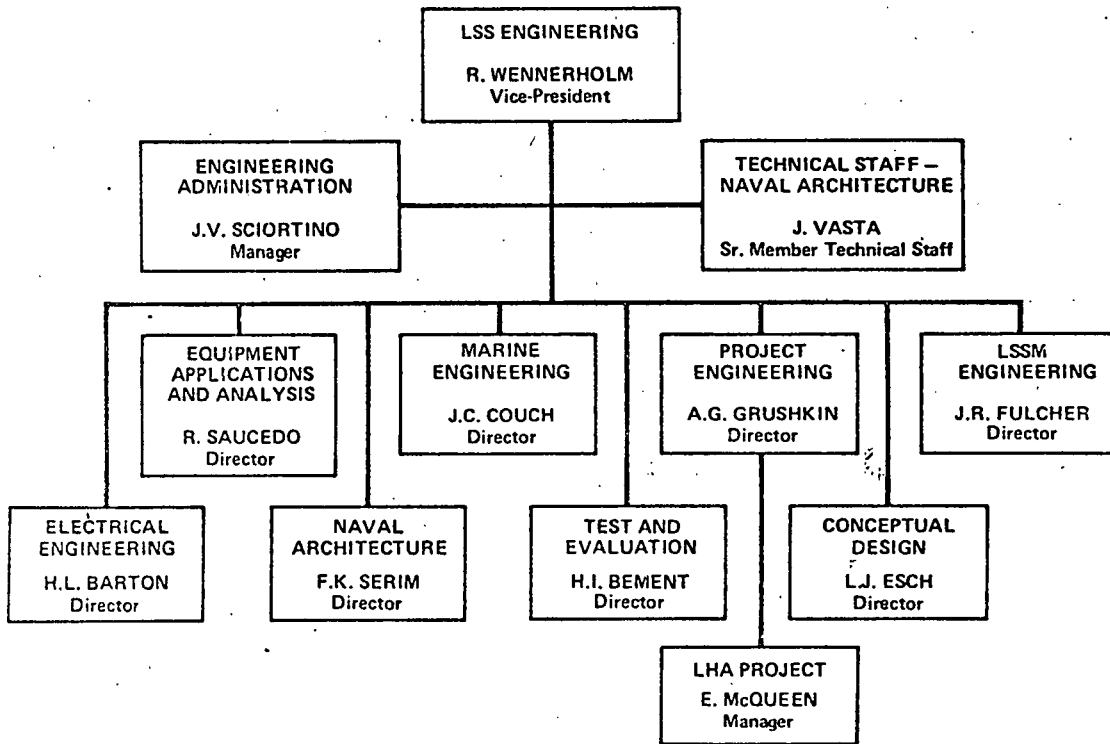 LSS ENGINEERING
R. WENNERHOLM
Vice-President
ENGINEERING
ADMINISTRATION
J.V. SCIORTINO
Manager
TECHNICAL STAFF –
NAVAL ARCHITECTURE
J. VASTA
Sr. Member Technical Staff
EQUIPMENT
APPLICATIONS
AND ANALYSIS
R. SAUCEDO
Director
MARINE
ENGINEERING
J.C. COUCH
Director
PROJECT
ENGINEERING
A.G. GRUSHKIN
Director
LSSM
ENGINEERING
J.R. FULCHER
Director
ELECTRICAL
ENGINEERING
H.L. BARTON
Director
NAVAL
ARCHITECTURE
F.K. SERIM
Director
TEST AND
EVALUATION
H.I. BEMENT
Director
CONCEPTUAL
DESIGN
L.J. ESCH
Director
LHA PROJECT
E. McQUEEN
Manager